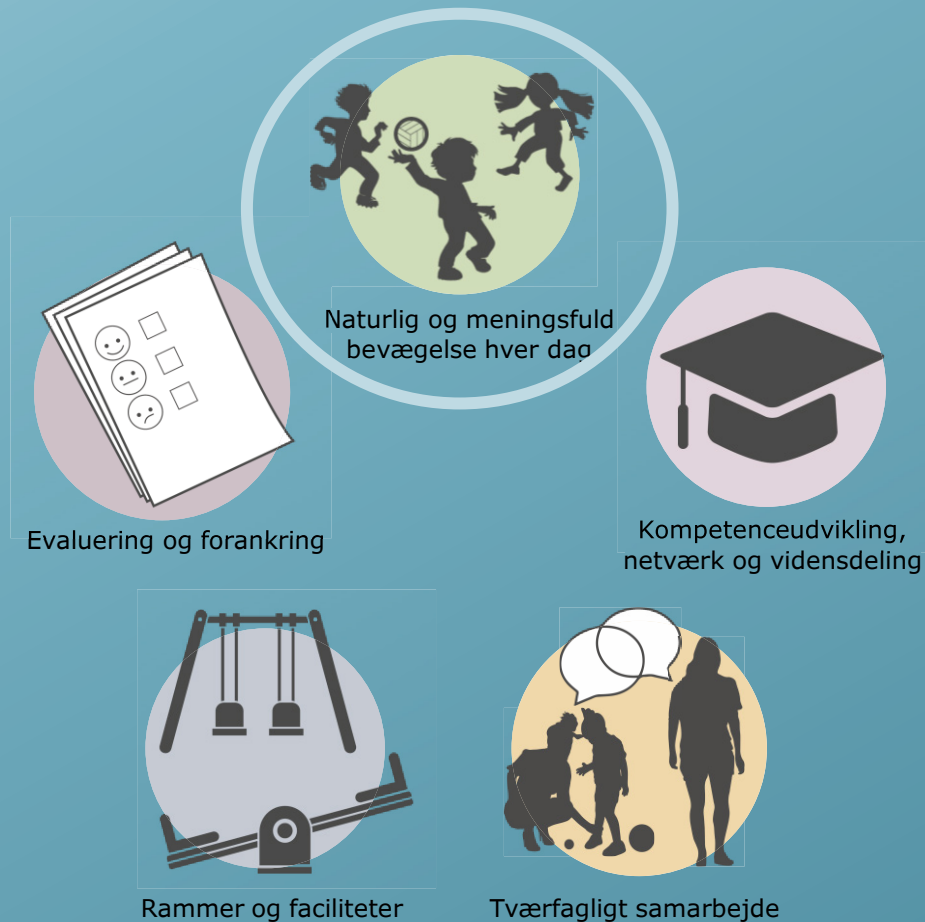 Naturlig og meningsfuld
bevægelse hver dag
Evaluering og forankring
Kompetenceudvikling,
netværk og vidensdeling
Rammer og faciliteter
Tværfagligt samarbejde